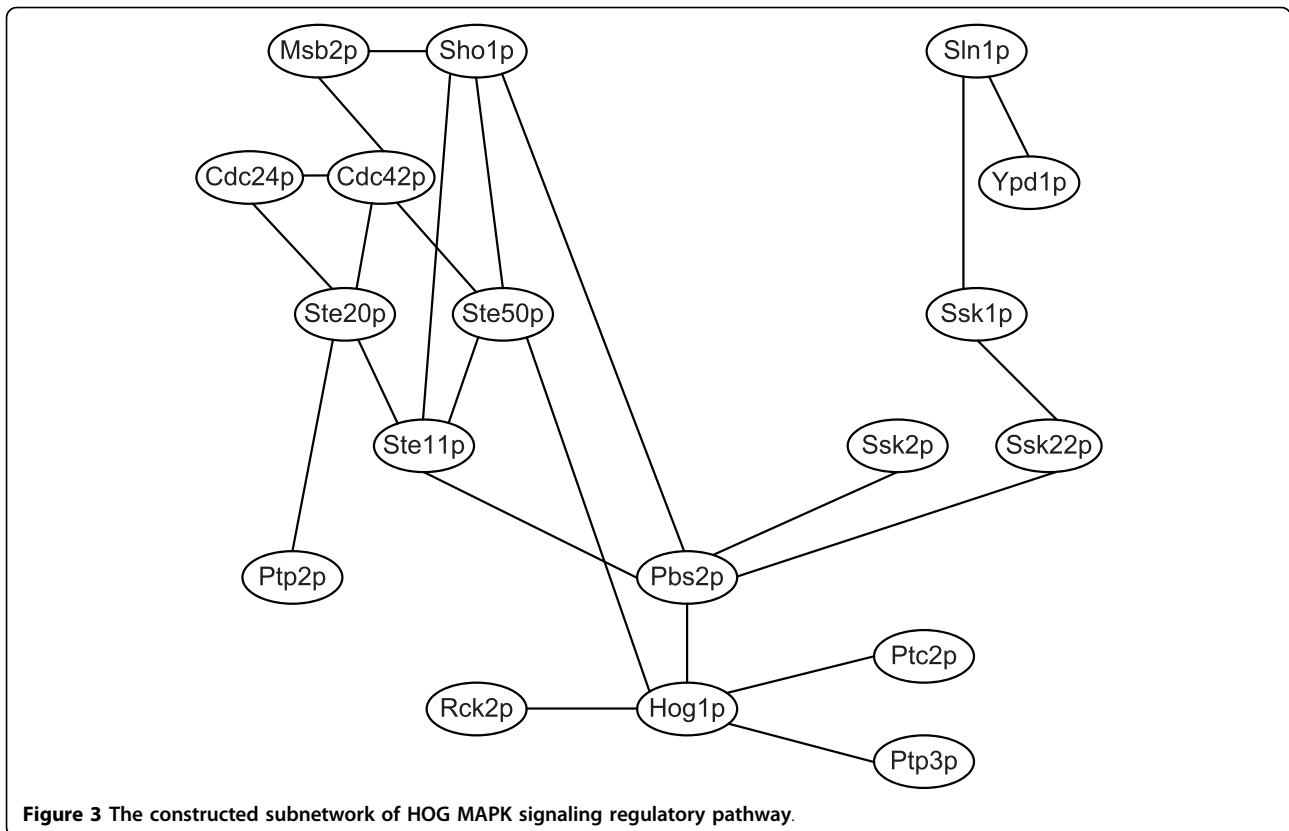 Msb2p
Sho1p
Sln1p
Cdc24p
Cdc42p
Ypd1p
Ste20p
Ste50p
Ssk1p
Ste11p
Ssk2p
Ssk22p
Ptp2p
Pbs2p
Ptc2p
Rck2p
Hog1p
Ptp3p
Figure 3 The constructed subnetwork of HOG MAPK signaling regulatory pathway.